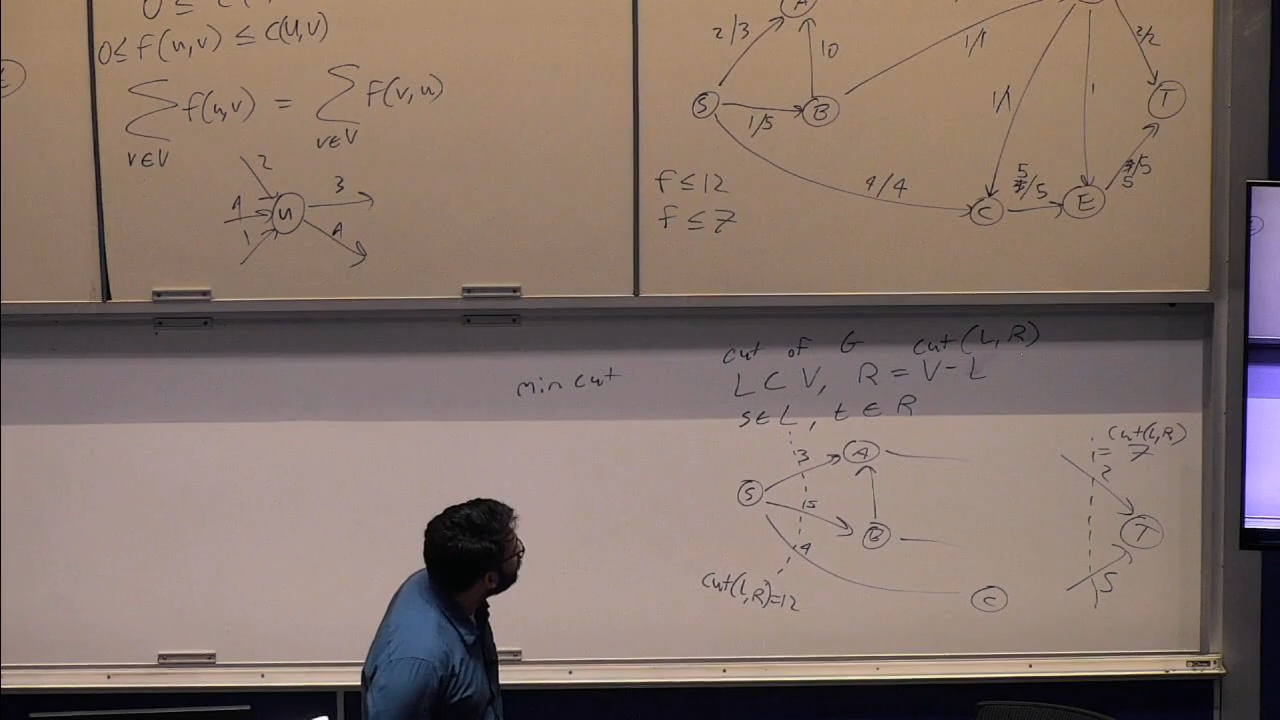 0 ≤ f(u,v) ≤ c(u,v)
∑ f(u,v) = ∑ f(v,u)
v∈V v∈V
2
4
1
u
3
4
A
2/3
10
S
1/5
B
1/1
2/2
T
1/1
1
4/4
C
5
/5
E
/5
5
f ≤ 12
f ≤ 7
min cut
cut of G cut(L,R)
L ⊂ V, R = V - L
s ∈ L, t ∈ R
3
A
S
5
B
4
C
cut(L,R)=12
cut(L,R)
= 7
2
T
5